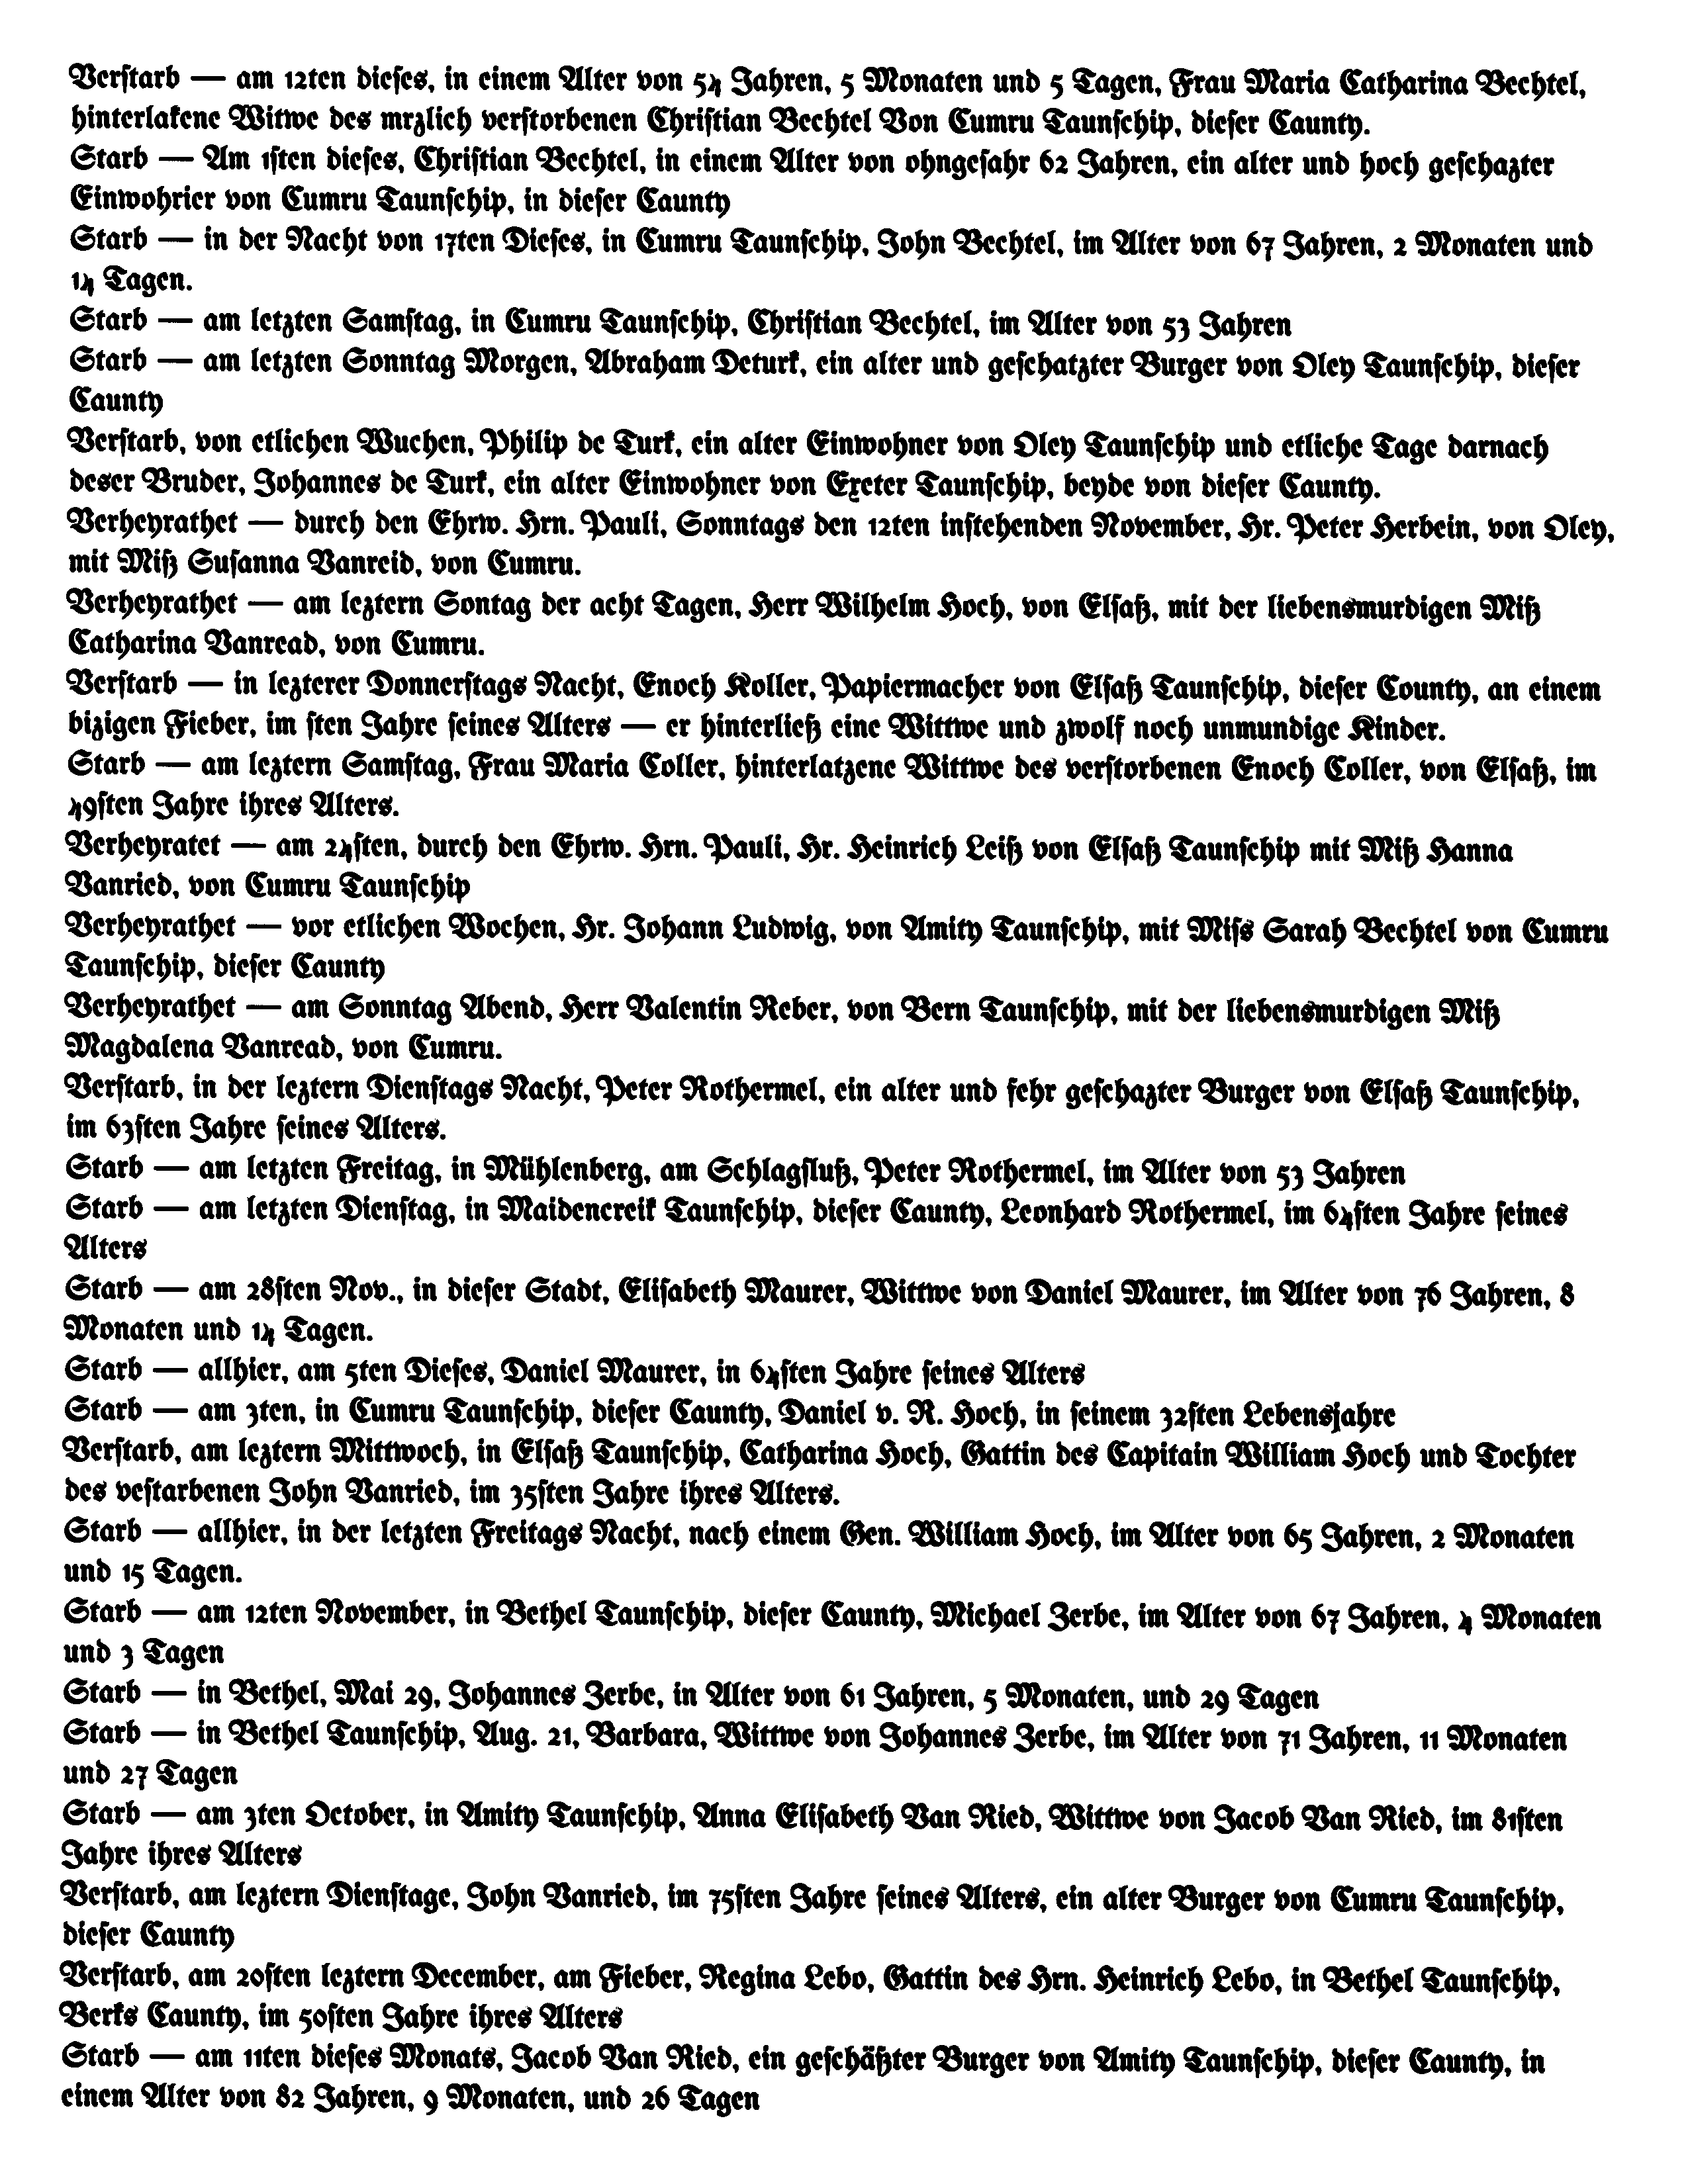 Verstarb — am 12ten dieses, in einem Alter von 54 Jahren, 5 Monaten und 5 Tagen, Frau Maria Catharina Bechtel,
hinterlakene Witwe des mrzlich verstorbenen Christian Bechtel Von Cumru Taunschip, dieser Caunty.
Starb — Am 1sten dieses, Christian Bechtel, in einem Alter von ohngesahr 62 Jahren, ein alter und hoch geschazter
Einwohrier von Cumru Taunschip, in dieser Caunty
Starb — in der Nacht von 17ten Dieses, in Cumru Taunschip, John Bechtel, im Alter von 67 Jahren, 2 Monaten und
14 Tagen.
Starb — am letzten Samstag, in Cumru Taunschip, Christian Bechtel, im Alter von 53 Jahren
Starb — am letzten Sonntag Morgen, Abraham Deturk, ein alter und geschatzter Burger von Oley Taunschip, dieser
Caunty
Verstarb, von etlichen Wuchen, Philip de Turk, ein alter Einwohner von Oley Taunschip und etliche Tage darnach
deser Bruder, Johannes de Turk, ein alter Einwohner von Exeter Taunschip, beyde von dieser Caunty.
Verheyrathet — durch den Ehrw. Hrn. Pauli, Sonntags den 12ten instehenden November, Hr. Peter Herbein, von Oley,
mit Miß Susanna Vanreid, von Cumru.
Verheyrathet — am leztern Sontag der acht Tagen, Herr Wilhelm Hoch, von Elsaß, mit der liebensmurdigen Miß
Catharina Vanread, von Cumru.
Verstarb — in lezterer Donnerstags Nacht, Enoch Koller, Papiermacher von Elsaß Taunschip, dieser County, an einem
bizigen Fieber, im sten Jahre seines Alters — er hinterließ eine Wittwe und zwolf noch unmundige Kinder.
Starb — am leztern Samstag, Frau Maria Coller, hinterlatzene Wittwe des verstorbenen Enoch Coller, von Elsaß, im
49sten Jahre ihres Alters.
Verheyratet — am 24sten, durch den Ehrw. Hrn. Pauli, Hr. Heinrich Leiß von Elsaß Taunschip mit Miß Hanna
Vanried, von Cumru Taunschip
Verheyrathet — vor etlichen Wochen, Hr. Johann Ludwig, von Amity Taunschip, mit Miss Sarah Bechtel von Cumru
Taunschip, dieser Caunty
Verheyrathet — am Sonntag Abend, Herr Valentin Reber, von Bern Taunschip, mit der liebensmurdigen Miß
Magdalena Vanread, von Cumru.
Verstarb, in der leztern Dienstags Nacht, Peter Rothermel, ein alter und sehr geschazter Burger von Elsaß Taunschip,
im 63sten Jahre seines Alters.
Starb — am letzten Freitag, in Mühlenberg, am Schlagsluß, Peter Rothermel, im Alter von 53 Jahren
Starb — am letzten Dienstag, in Maidencreik Taunschip, dieser Caunty, Leonhard Rothermel, im 64sten Jahre seines
Alters
Starb — am 28sten Nov., in dieser Stadt, Elisabeth Maurer, Wittwe von Daniel Maurer, im Alter von 76 Jahren, 8
Monaten und 14 Tagen.
Starb — allhier, am 5ten Dieses, Daniel Maurer, in 64sten Jahre seines Alters
Starb — am 3ten, in Cumru Taunschip, dieser Caunty, Daniel v. R. Hoch, in seinem 32sten Lebensjahre
Verstarb, am leztern Mittwoch, in Elsaß Taunschip, Catharina Hoch, Gattin des Capitain William Hoch und Tochter
des vestarbenen John Vanried, im 35sten Jahre ihres Alters.
Starb — allhier, in der letzten Freitags Nacht, nach einem Gen. William Hoch, im Alter von 65 Jahren, 2 Monaten
und 15 Tagen.
Starb — am 12ten November, in Bethel Taunschip, dieser Caunty, Michael Zerbe, im Alter von 67 Jahren, 4 Monaten
und 3 Tagen
Starb — in Bethel, Mai 29, Johannes Zerbe, in Alter von 61 Jahren, 5 Monaten, und 29 Tagen
Starb — in Bethel Taunschip, Aug. 21, Barbara, Wittwe von Johannes Zerbe, im Alter von 71 Jahren, 11 Monaten
und 27 Tagen
Starb — am 3ten October, in Amity Taunschip, Anna Elisabeth Van Ried, Wittwe von Jacob Van Ried, im 81sten
Jahre ihres Alters
Verstarb, am leztern Dienstage, John Vanried, im 75sten Jahre seines Alters, ein alter Burger von Cumru Taunschip,
dieser Caunty
Verstarb, am 20sten leztern December, am Fieber, Regina Lebo, Gattin des Hrn. Heinrich Lebo, in Bethel Taunschip,
Berks Caunty, im 50sten Jahre ihres Alters
Starb — am 11ten dieses Monats, Jacob Van Ried, ein geschäßter Burger von Amity Taunschip, dieser Caunty, in
einem Alter von 82 Jahren, 9 Monaten, und 26 Tagen